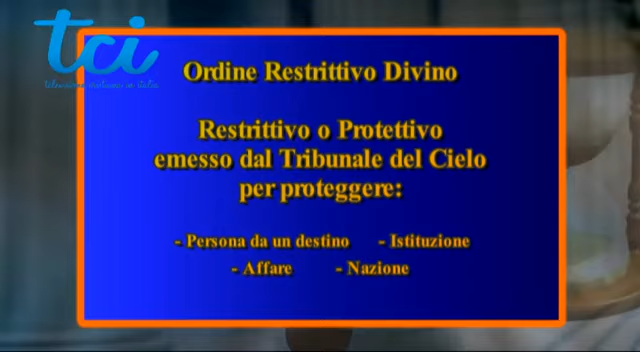 tci
Ordine Restrittivo Divino
Restrittivo o Protettivo
emesso dal Tribunale del Cielo
per proteggere:
- Persona da un destino - Istituzione
- Affare - Nazione